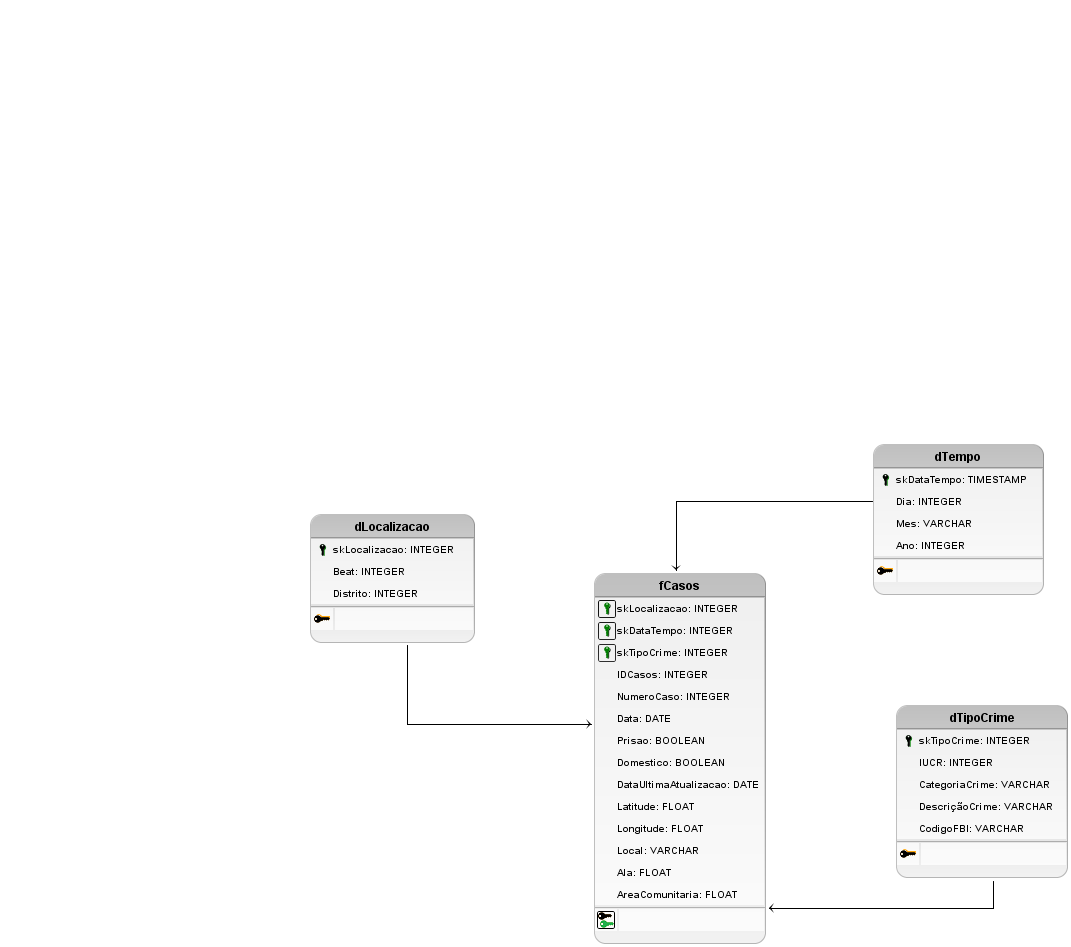 dTempo
skDataTempo: TIMESTAMP
Dia: INTEGER
Mes: VARCHAR
Ano: INTEGER
dLocalizacao
skLocalizacao: INTEGER
Beat: INTEGER
Distrito: INTEGER
fCasos
skLocalizacao: INTEGER
skDataTempo: INTEGER
skTipoCrime: INTEGER
IDCasos: INTEGER
NumeroCaso: INTEGER
Data: DATE
Prisao: BOOLEAN
Domestico: BOOLEAN
DataUltimaAtualizacao: DATE
Latitude: FLOAT
Longitude: FLOAT
Local: VARCHAR
Ala: FLOAT
AreaComunitaria: FLOAT
dTipoCrime
skTipoCrime: INTEGER
IUCR: INTEGER
CategoriaCrime: VARCHAR
DescriçãoCrime: VARCHAR
CodigoFBI: VARCHAR